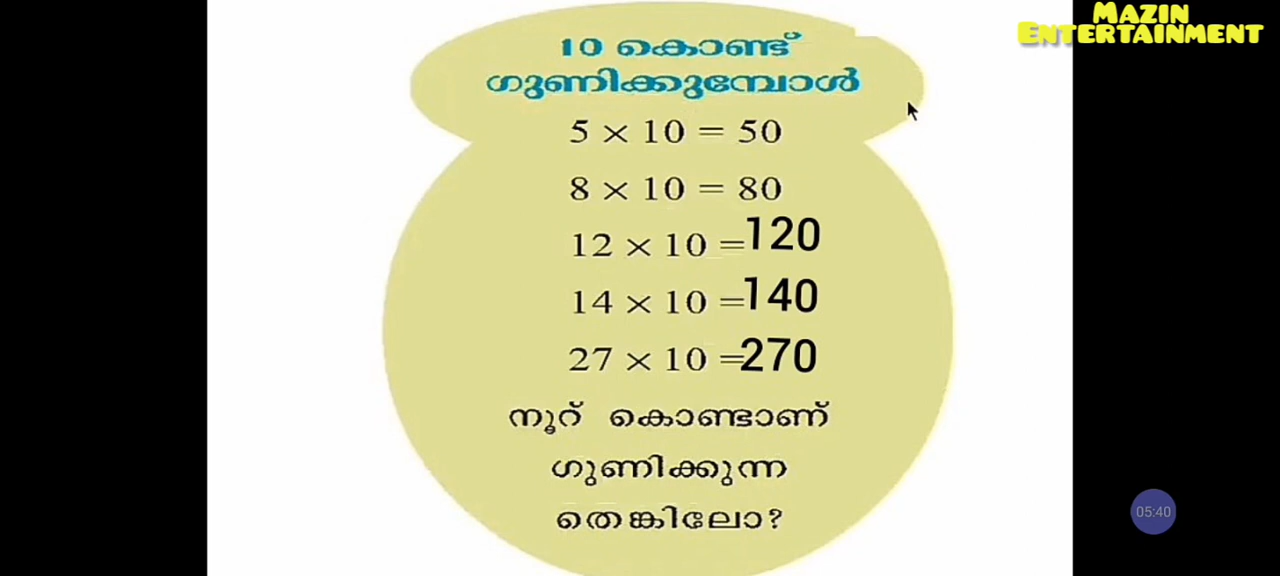 MAZIN
ENTERTAINMENT
10 കൊണ്ട്
ഗുണിക്കുമ്പോൾ
5 × 10 = 50
8 × 10 = 80
12 × 10 =120
14 × 10 =140
27 × 10 =270
നൂറ് കൊണ്ടാണ്
ഗുണിക്കുന്ന
തെങ്കിലോ?
05:40